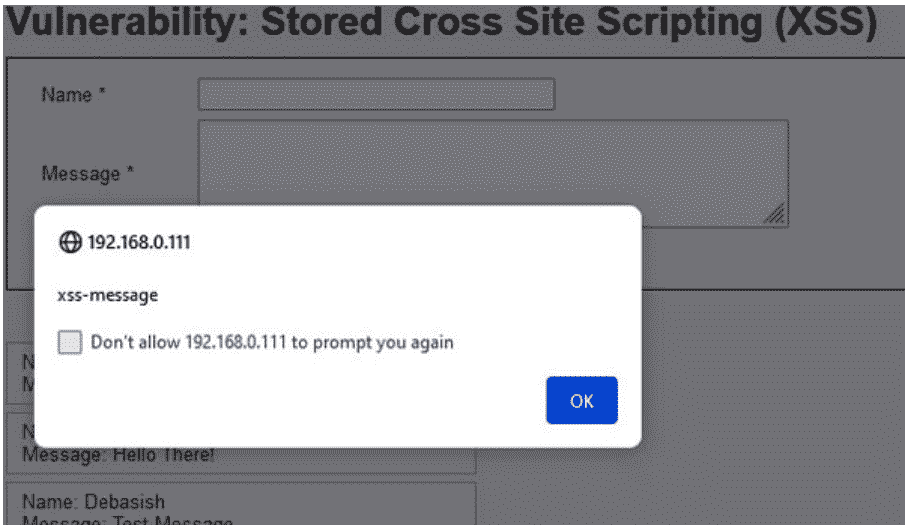 Vulnerability: Stored Cross Site Scripting (XSS)
Name *
Message *
192.168.0.111
xss-message
Don't allow 192.168.0.111 to prompt you again
OK
Message: Hello There!
Name: Debasish
Message: Test Message